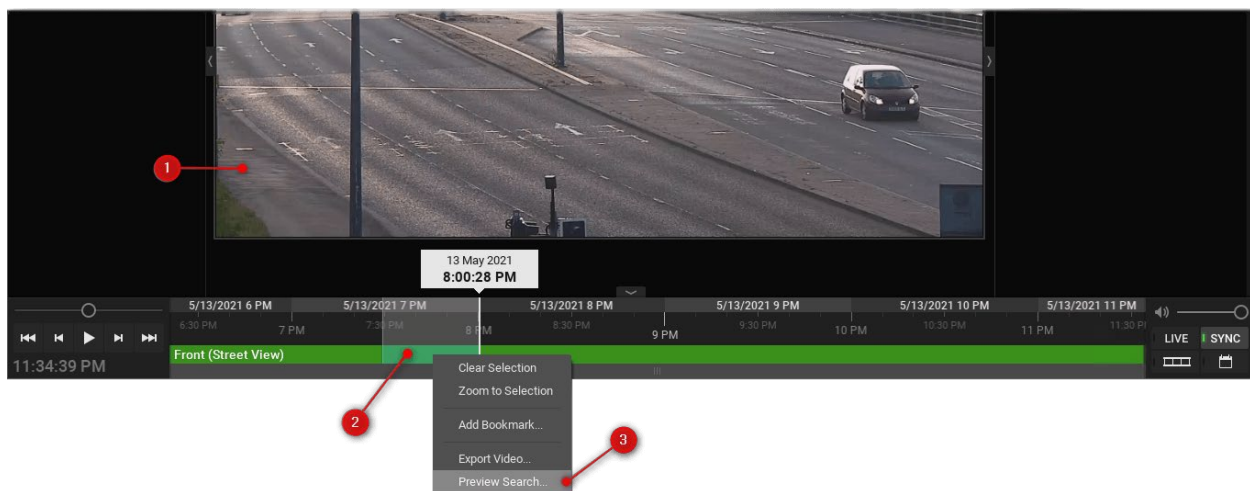 1
13 May 2021
8:00:28 PM
5/13/2021 6 PM 5/13/2021 7 PM 5/13/2021 8 PM 5/13/2021 9 PM 5/13/2021 10 PM 5/13/2021 11 PM
6:30 PM 7 PM 7:30 PM 8 PM 8:30 PM 9 PM 9:30 PM 10 PM 10:30 PM 11 PM 11:30 P
LIVE SYNC
Front (Street View)
11:34:39 PM
Clear Selection
Zoom to Selection
2
Add Bookmark...
3
Export Video...
Preview Search...